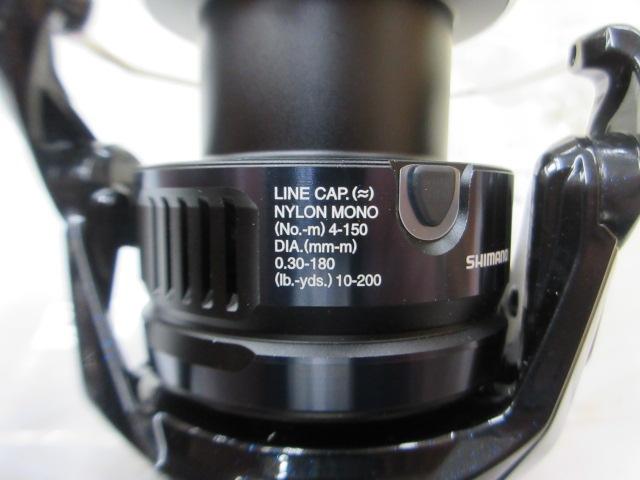 LINE CAP.(≈)
NYLON MONO
(No.-m) 4-150
DIA.(mm-m)
0.30-180
(lb.-yds.) 10-200
SHIMANO